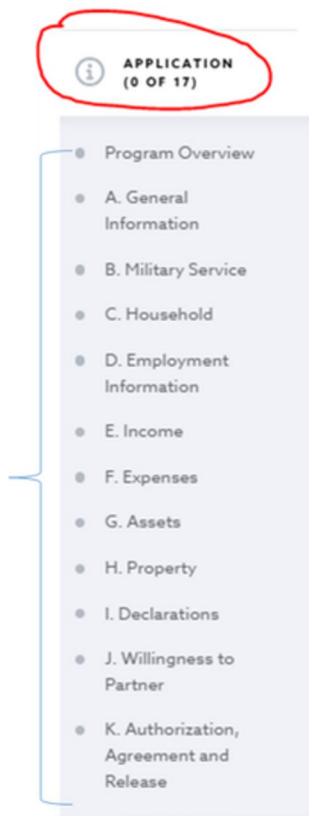 APPLICATION
(0 OF 17)
Program Overview
A. General
Information
B. Military Service
C. Household
D. Employment
Information
E. Income
F. Expenses
G. Assets
H. Property
I. Declarations
J. Willingness to
Partner
K. Authorization,
Agreement and
Release